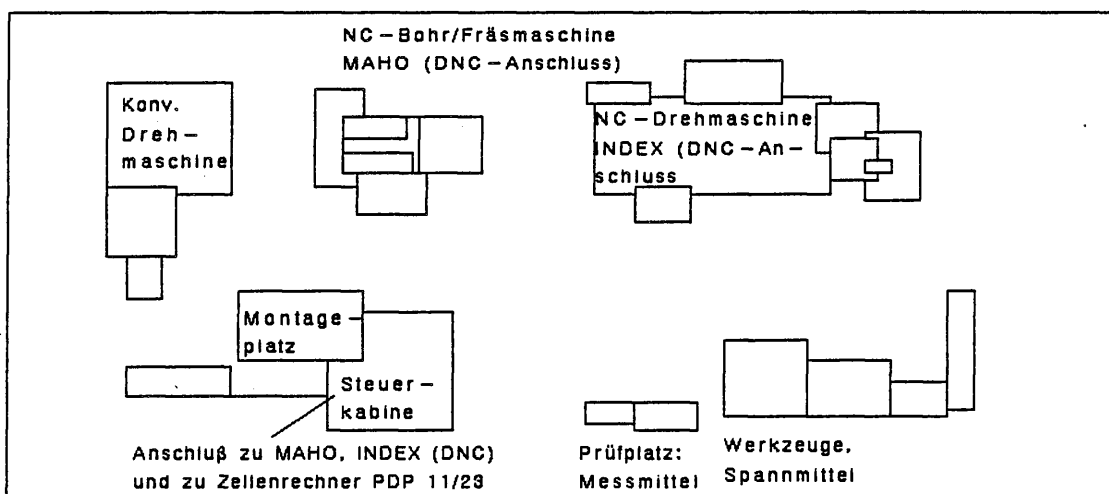 NC-Bohr/Fräsmaschine
MAHO (DNC-Anschluss)
Konv.
Dreh-
maschine
NC-Drehmaschine
INDEX (DNC-An-
schluss
Montage-
platz
Steuer-
kabine
Anschluß zu MAHO, INDEX (DNC)
und zu Zellenrechner PDP 11/23
Prüfplatz:
Messmittel
Werkzeuge,
Spannmittel